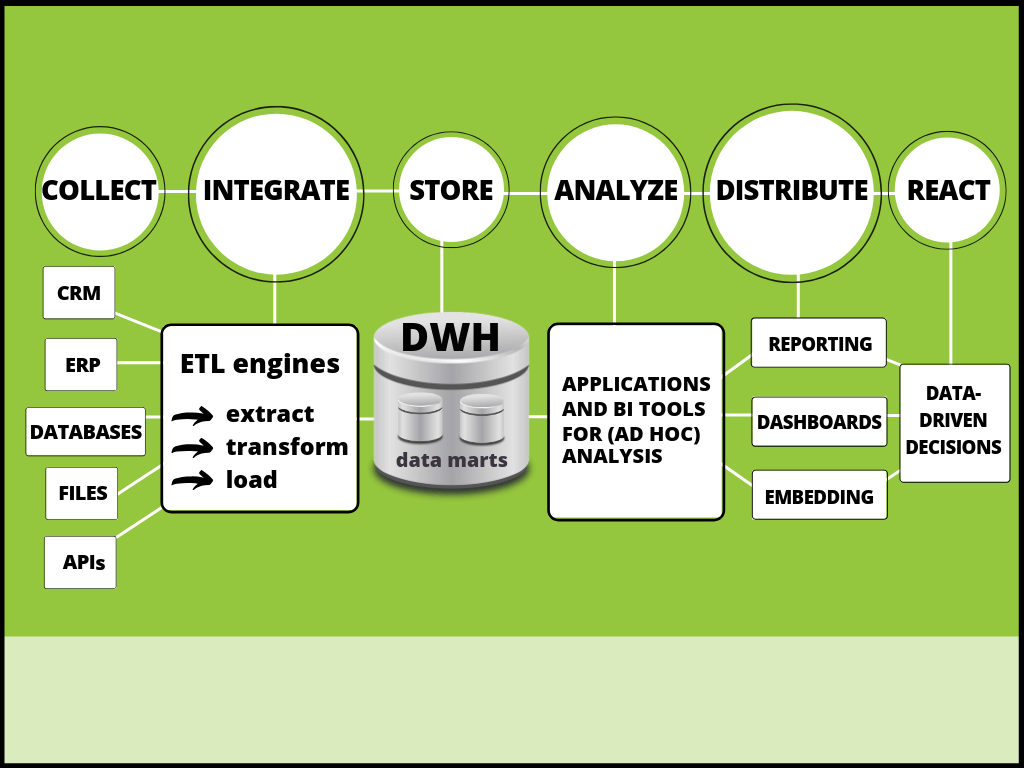 COLLECT
INTEGRATE
STORE
ANALYZE
DISTRIBUTE
REACT
CRM
ERP
DATABASES
FILES
APIs
ETL engines
extract
transform
load
DWH
data marts
APPLICATIONS
AND BI TOOLS
FOR (AD HOC)
ANALYSIS
REPORTING
DASHBOARDS
EMBEDDING
DATA-
DRIVEN
DECISIONS